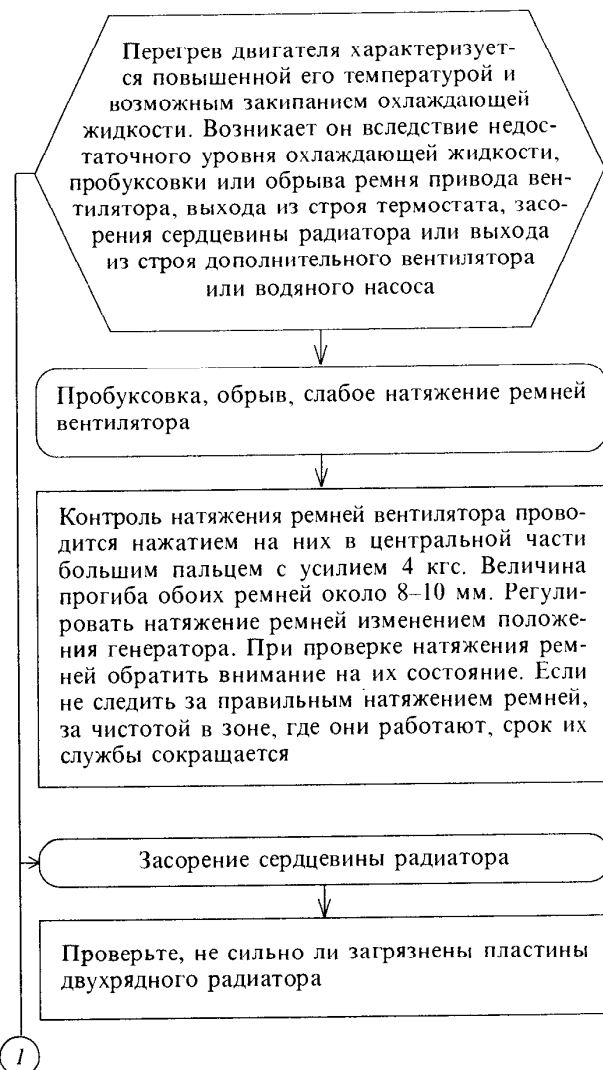 Перегрев двигателя характеризует-
ся повышенной его температурой и
возможным закипанием охлаждающей
жидкости. Возникает он вследствие недос-
таточного уровня охлаждающей жидкости,
пробуксовки или обрыва ремня привода вен-
тилятора, выхода из строя термостата, засо-
рения сердцевины радиатора или выхода
из строя дополнительного вентилятора
или водяного насоса
Пробуксовка, обрыв, слабое натяжение ремней
вентилятора
Контроль натяжения ремней вентилятора прово-
дится нажатием на них в центральной части
большим пальцем с усилием 4 кгс. Величина
прогиба обоих ремней около 8–10 мм. Регули-
ровать натяжение ремней изменением положе-
ния генератора. При проверке натяжения рем-
ней обратить внимание на их состояние. Если
не следить за правильным натяжением ремней,
за чистотой в зоне, где они работают, срок их
службы сокращается
Засорение сердцевины радиатора
Проверьте, не сильно ли загрязнены пластины
двухрядного радиатора
1